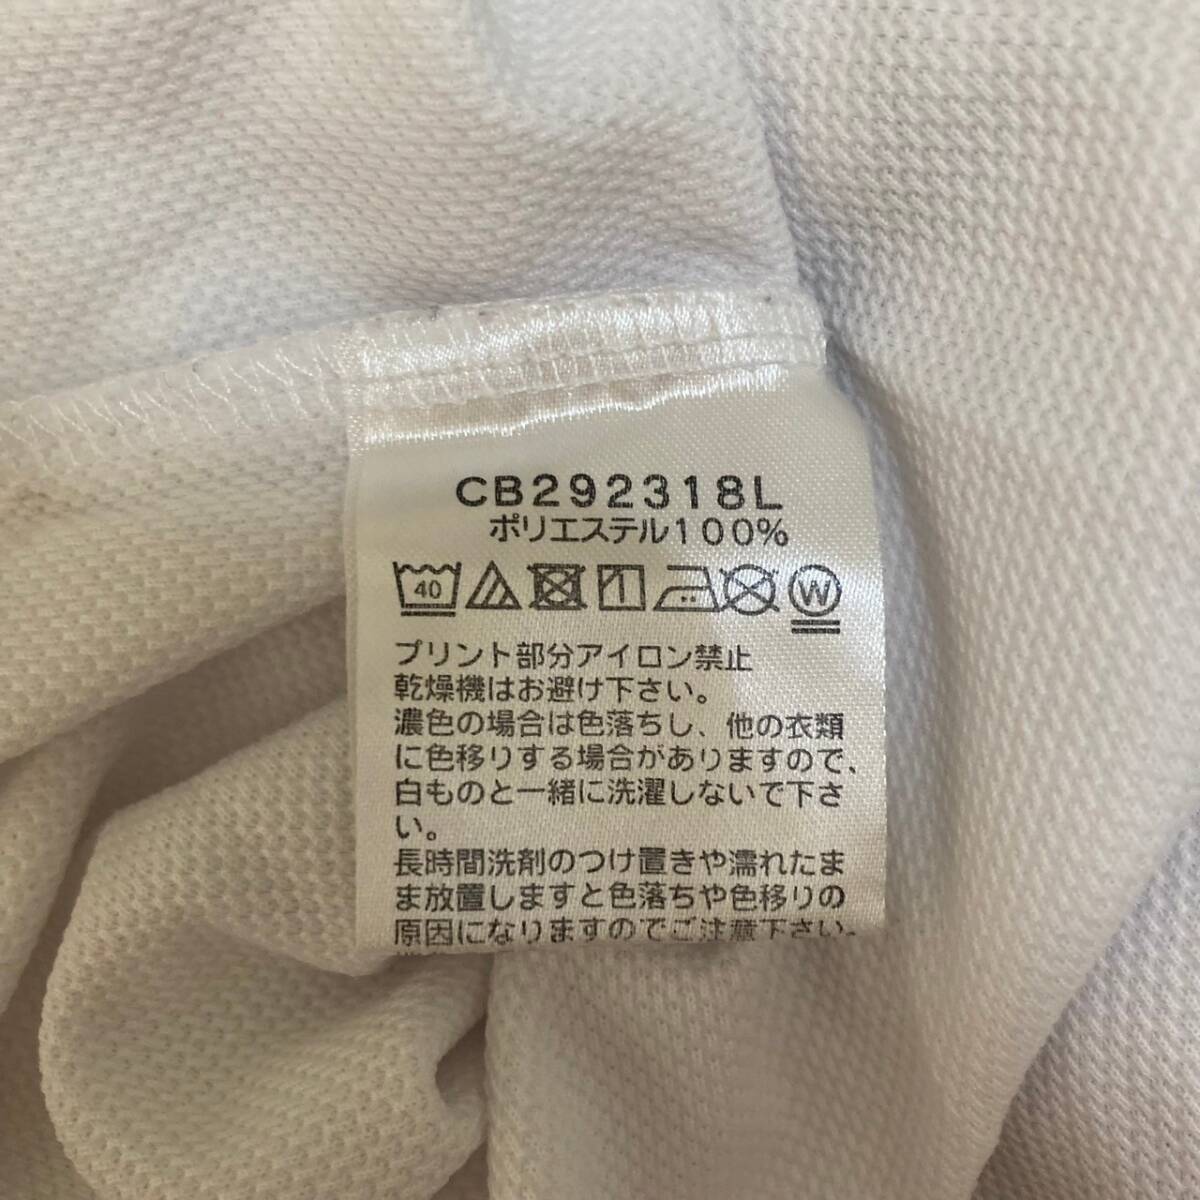 CB292318L
ポリエステル100%
40 W
プリント部分アイロン禁止
乾燥機はお避け下さい。
濃色の場合は色落ちし、他の衣類
に色移りする場合がありますので、
白ものと一緒に洗濯しないで下さ
い。
長時間洗剤のつけ置きや濡れたま
ま放置しますと色落ちや色移りの
原因になりますのでご注意下さい。